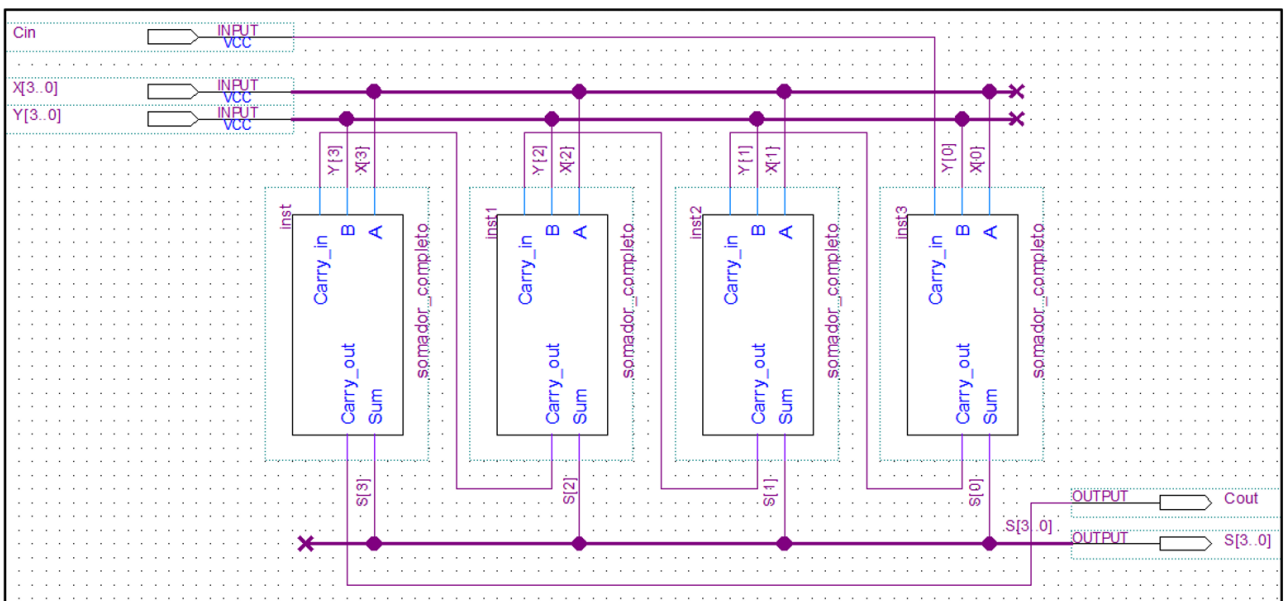 Cin INPUT
VCC
X[3..0] INPUT
VCC
Y[3..0] INPUT
VCC
Y[3] X[3] Y[2] X[2] Y[1] X[1] Y[0] X[0]
inst Carry_in B A somador_completo
Carry_out Sum
inst1 Carry_in B A somador_completo
Carry_out Sum
inst2 Carry_in B A somador_completo
Carry_out Sum
inst3 Carry_in B A somador_completo
Carry_out Sum
S[3] S[2] S[1] S[0]
OUTPUT Cout
S[3..0] OUTPUT S[3..0]